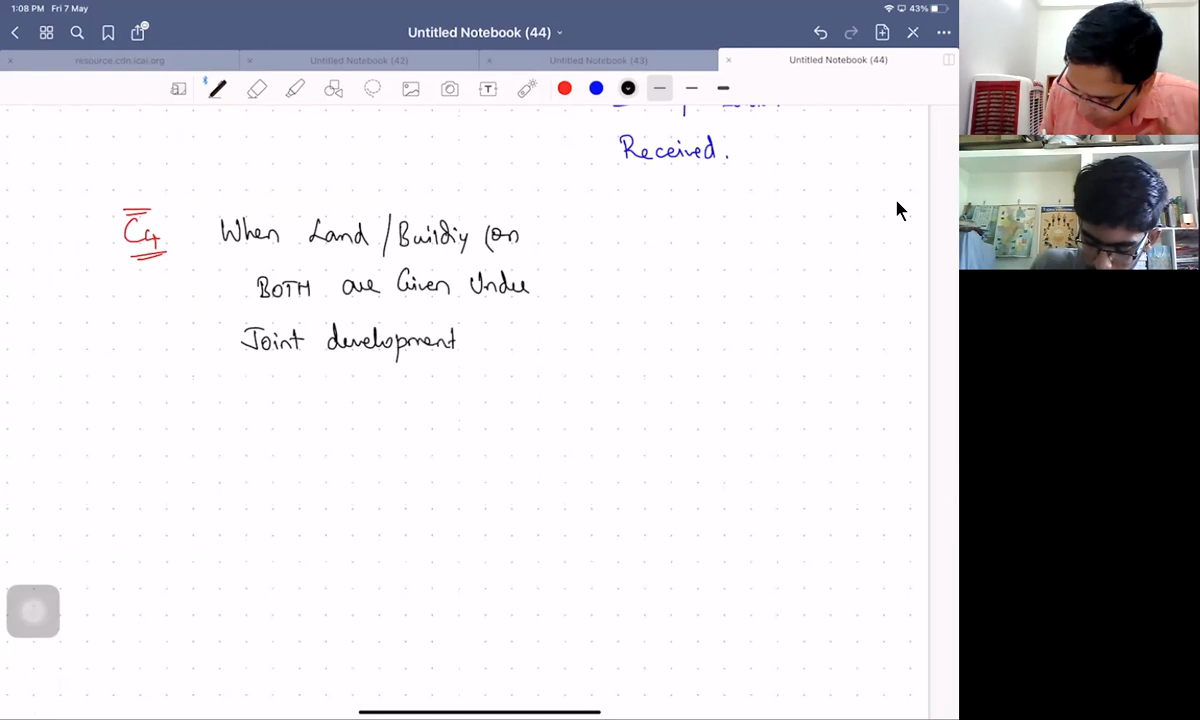 1:08 PM Fri 7 May
43%
Untitled Notebook (44)
resource.cdn.icai.org
Untitled Notebook (42)
Untitled Notebook (43)
Untitled Notebook (44)
Received.
C4
When Land / Buildiy (or
BOTH are Given Under
Joint development